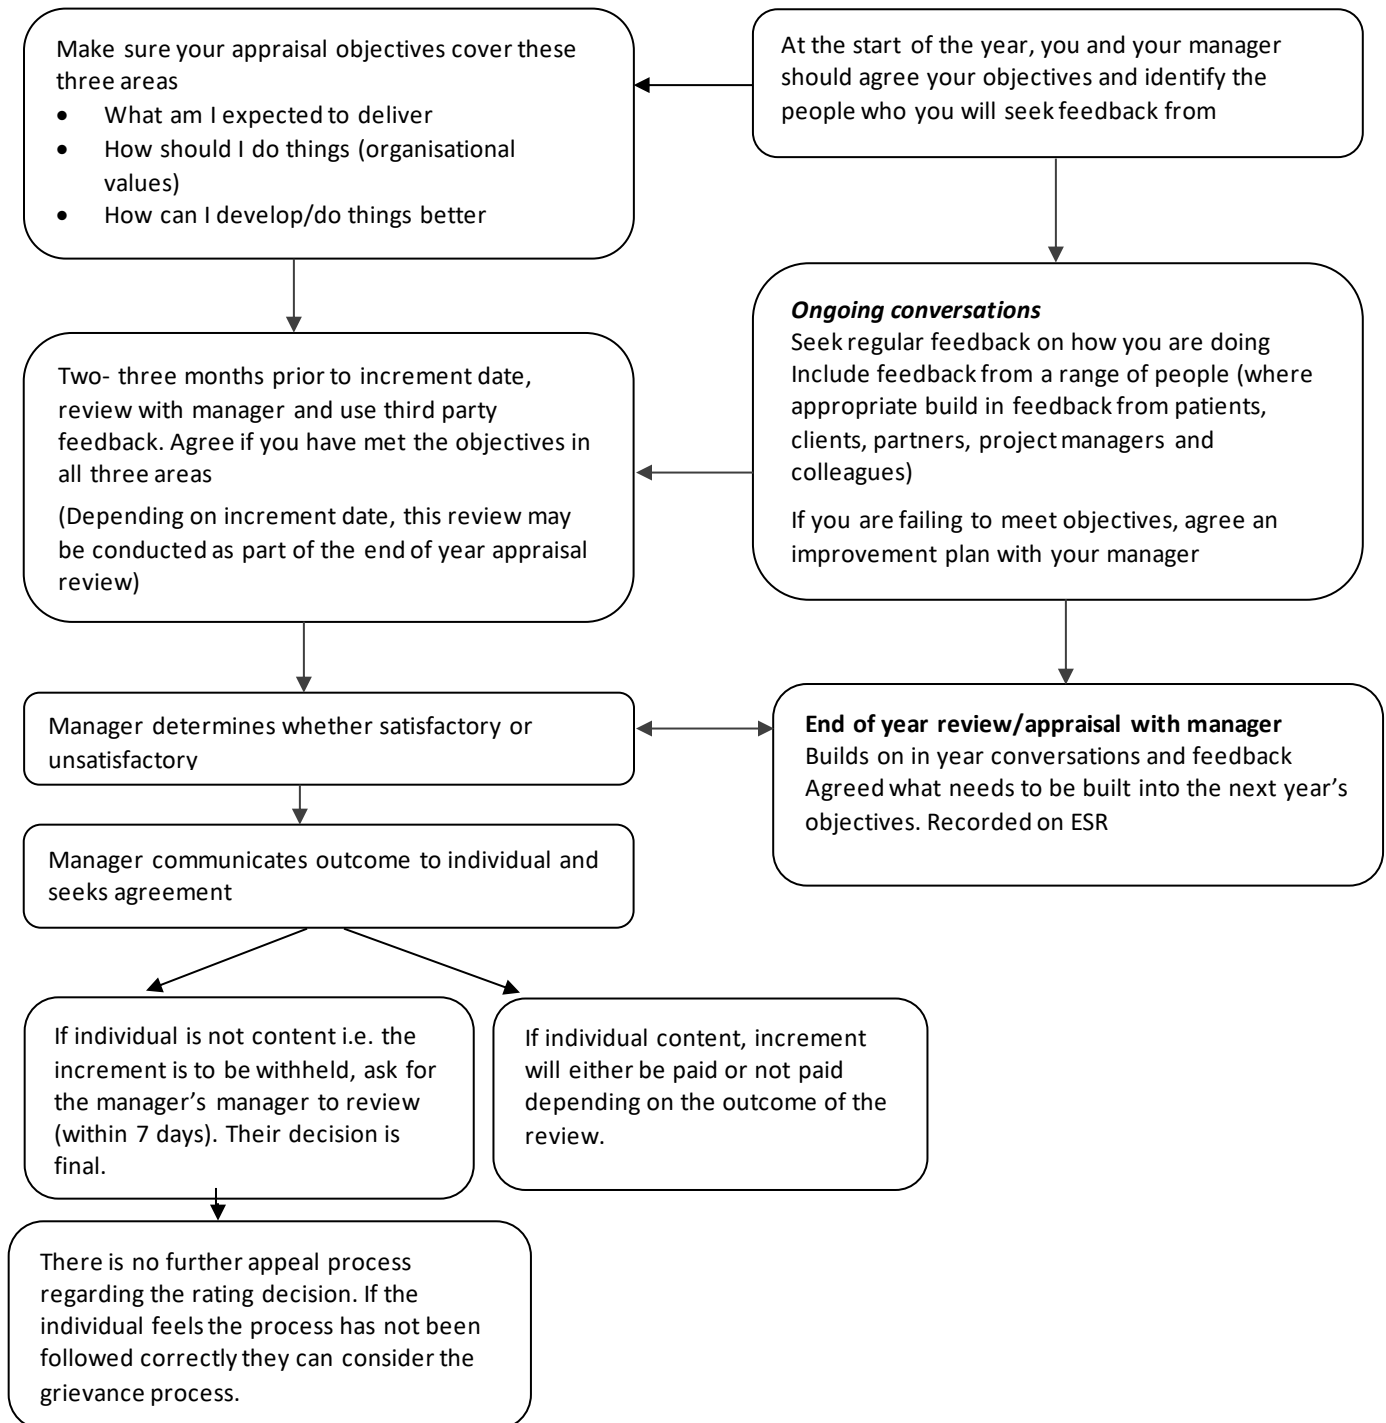 Make sure your appraisal objectives cover these
three areas
• What am I expected to deliver
• How should I do things (organisational
values)
• How can I develop/do things better
At the start of the year, you and your manager
should agree your objectives and identify the
people who you will seek feedback from
Ongoing conversations
Seek regular feedback on how you are doing
Include feedback from a range of people (where
appropriate build in feedback from patients,
clients, partners, project managers and
colleagues)
If you are failing to meet objectives, agree an
improvement plan with your manager
Two- three months prior to increment date,
review with manager and use third party
feedback. Agree if you have met the objectives in
all three areas
(Depending on increment date, this review may
be conducted as part of the end of year appraisal
review)
Manager determines whether satisfactory or
unsatisfactory
End of year review/appraisal with manager
Builds on in year conversations and feedback
Agreed what needs to be built into the next year’s
objectives. Recorded on ESR
Manager communicates outcome to individual and
seeks agreement
If individual is not content i.e. the
increment is to be withheld, ask for
the manager’s manager to review
(within 7 days). Their decision is
final.
If individual content, increment
will either be paid or not paid
depending on the outcome of the
review.
There is no further appeal process
regarding the rating decision. If the
individual feels the process has not been
followed correctly they can consider the
grievance process.